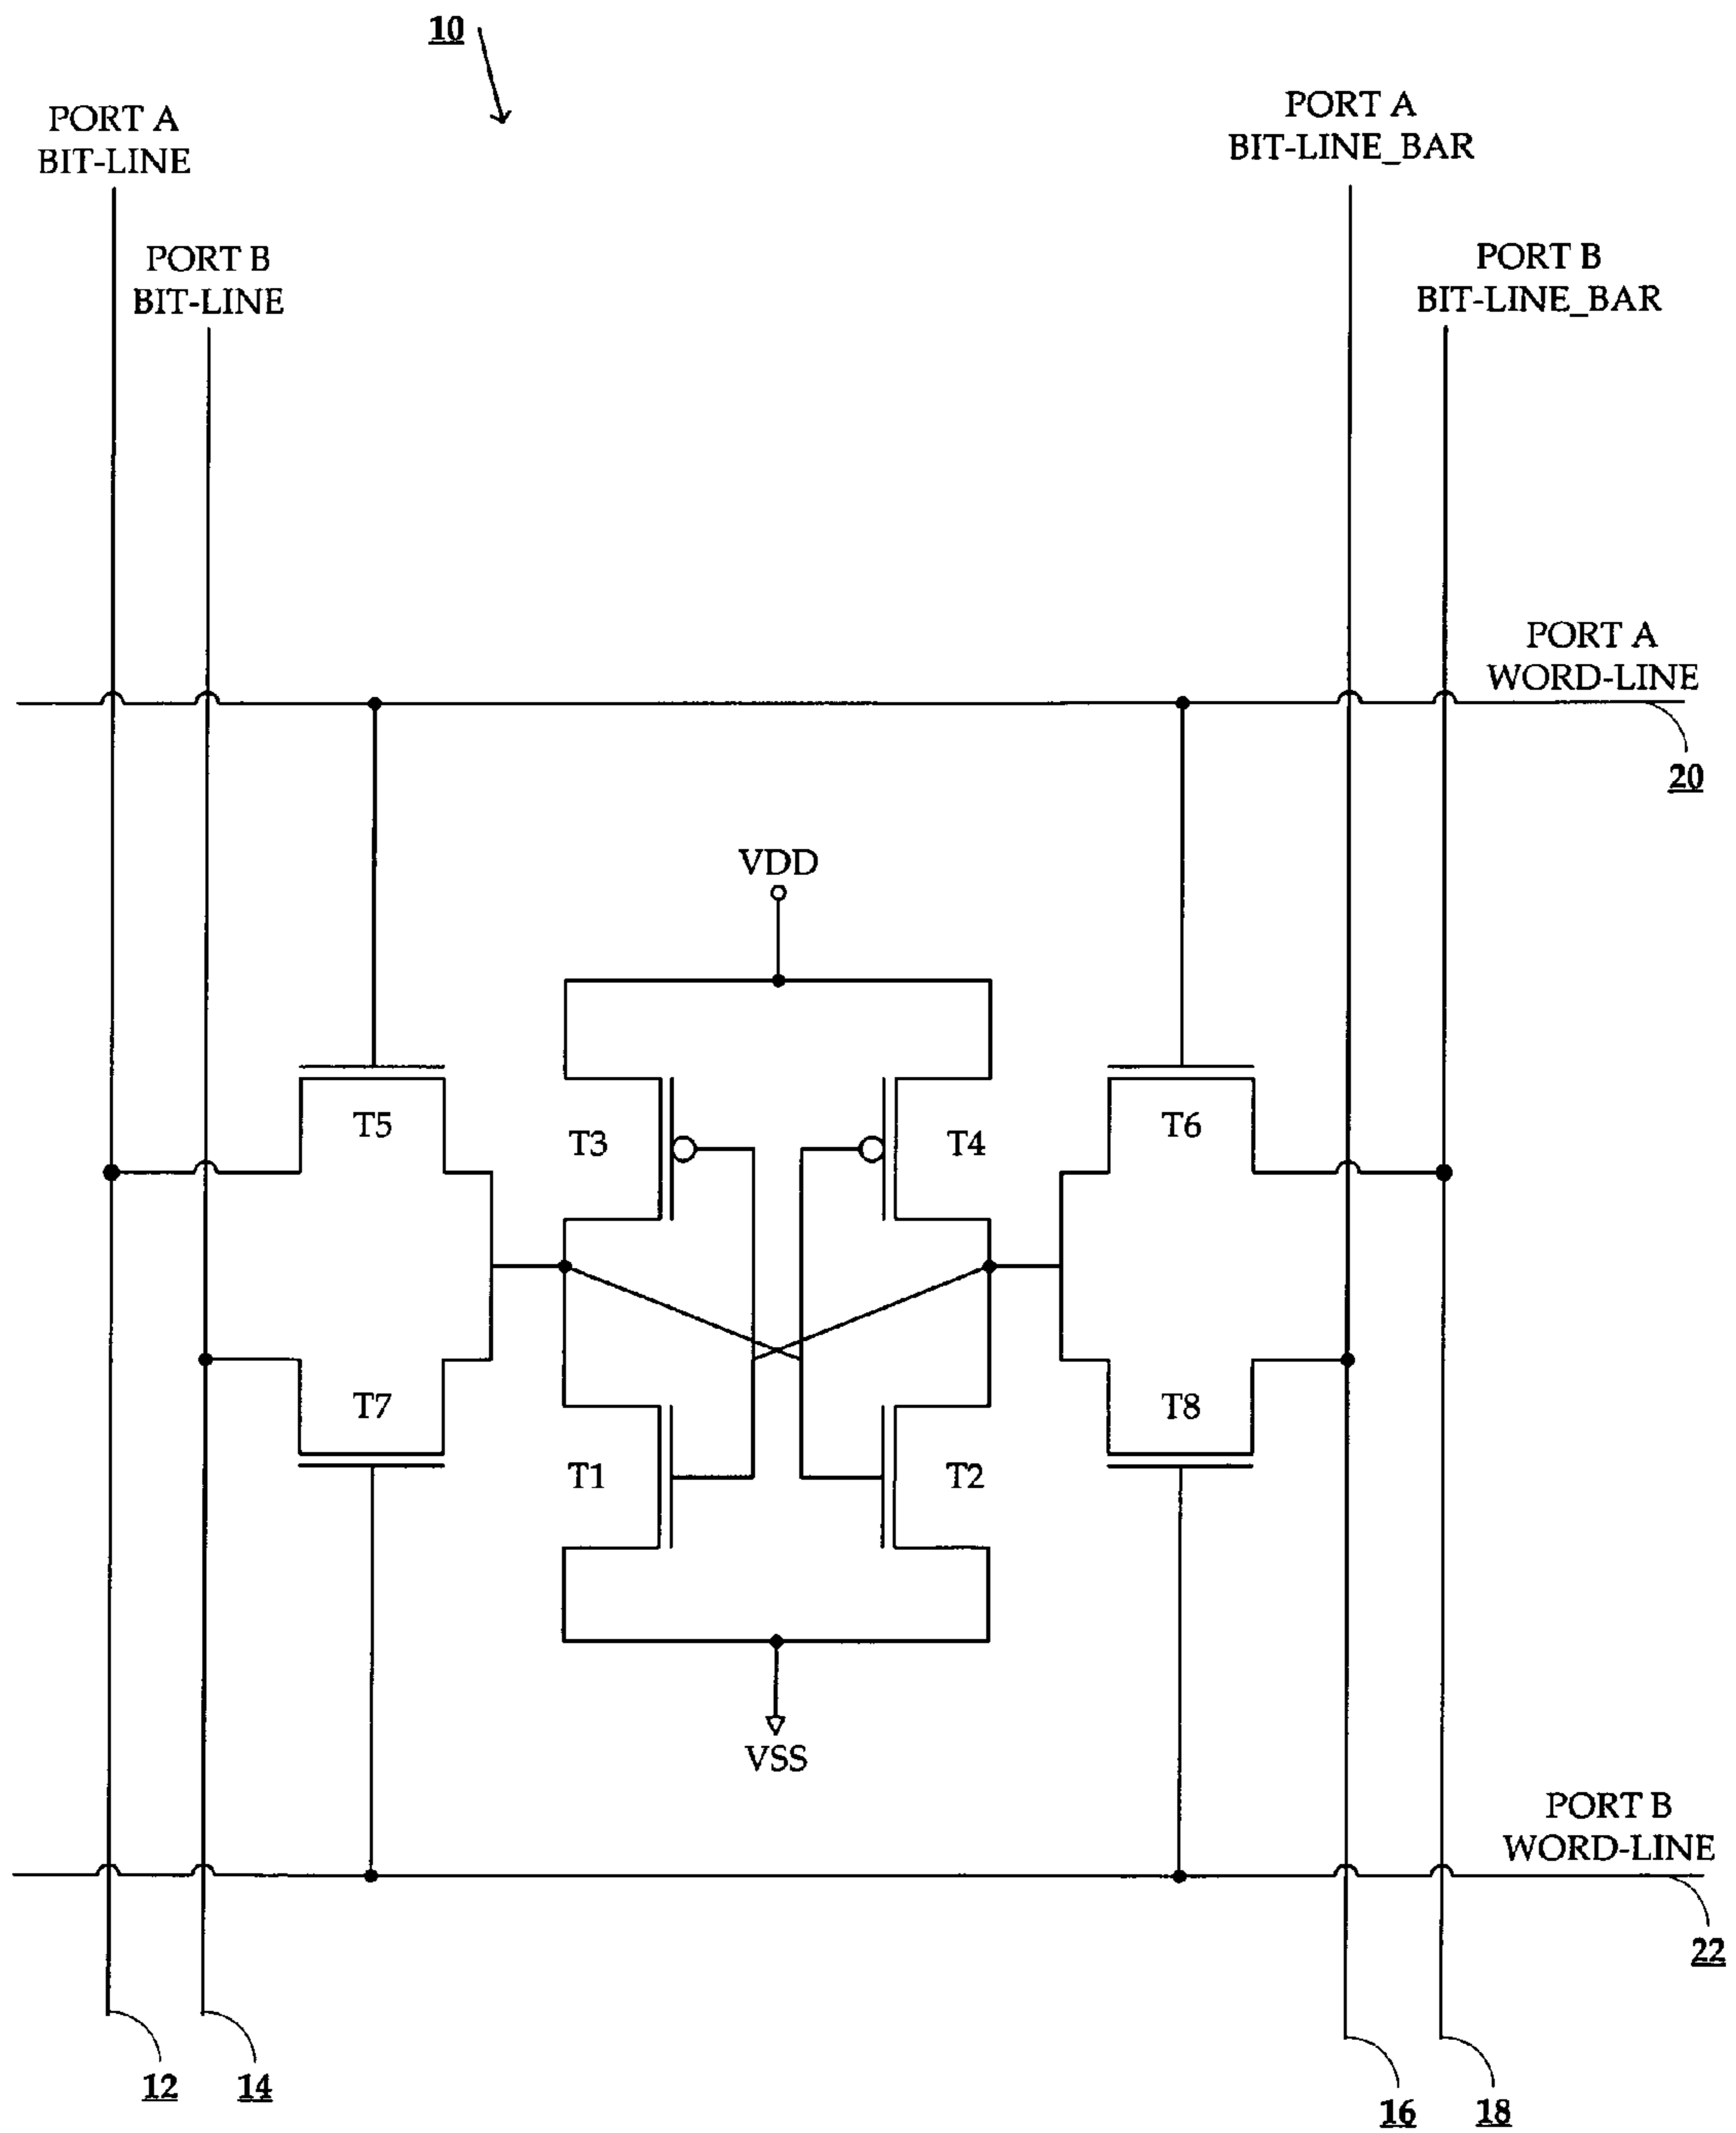 10
PORT A
BIT-LINE
PORT A
BIT-LINE_BAR
PORT B
BIT-LINE
PORT B
BIT-LINE_BAR
PORT A
WORD-LINE
20
VDD
T5
T3
T4
T6
T7
T1
T2
T8
VSS
PORT B
WORD-LINE
22
12
14
16
18